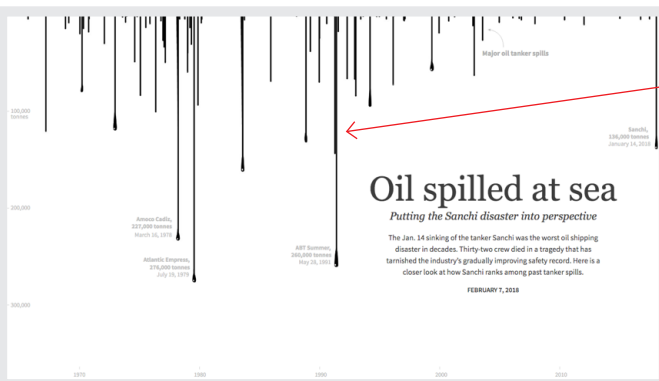 Major oil tanker spills
100,000
tonnes
Sanchi,
136,000 tonnes
January 14, 2018
Oil spilled at sea
200,000
Putting the Sanchi disaster into perspective
Amoco Cadiz,
227,000 tonnes
March 16, 1978
The Jan. 14 sinking of the tanker Sanchi was the worst oil shipping
disaster in decades. Thirty-two crew died in a tragedy that has
tarnished the industry's gradually improving safety record. Here is a
closer look at how Sanchi ranks among past tanker spills.
ABT Summer,
260,000 tonnes
May 28, 1991
Atlantic Empress,
278,000 tonnes
July 19, 1979
FEBRUARY 7, 2018
300,000
1970
1980
1990
2000
2010